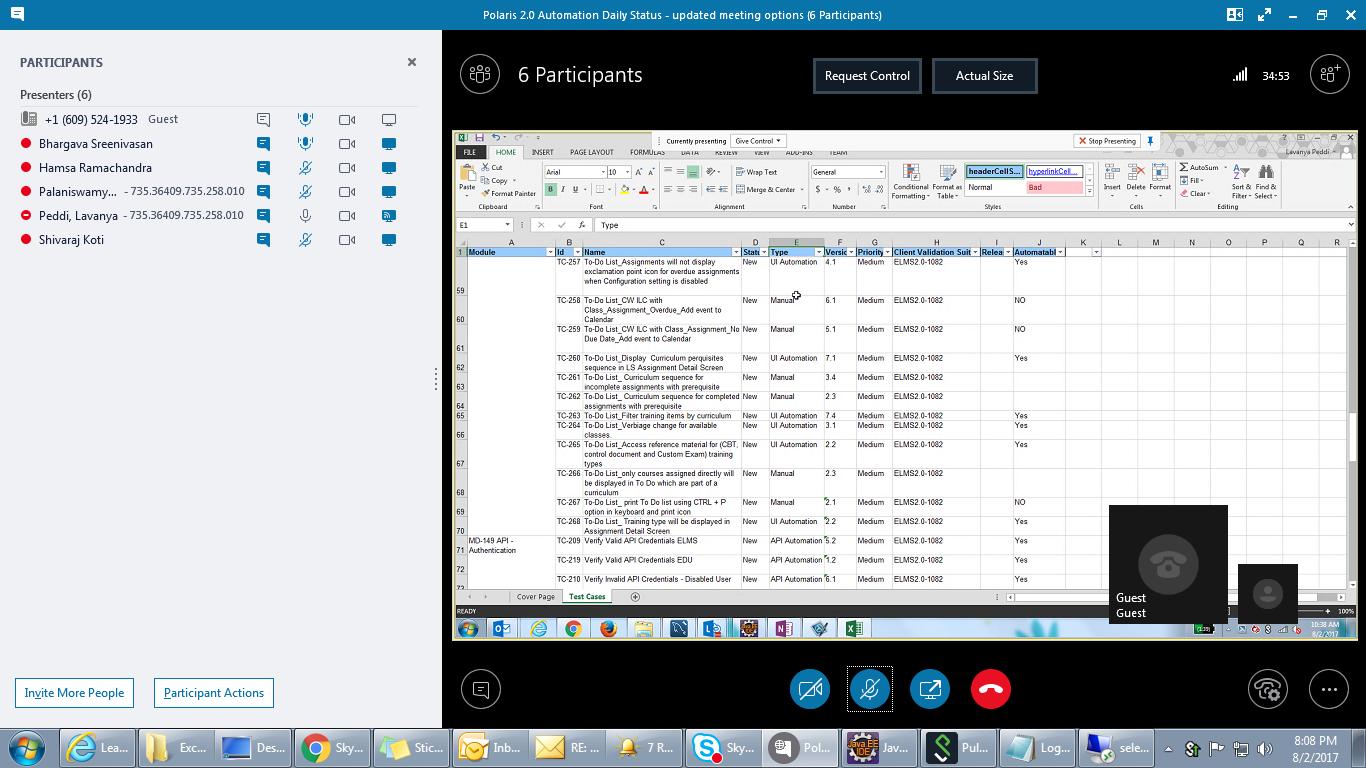 Polaris 2.0 Automation Daily Status - updated meeting options (6 Participants)
PARTICIPANTS
Presenters (6)
+1 (609) 524-1933 Guest
Bhargava Sreenivasan
Hamsa Ramachandra
Palaniswamy... - 735.36409.735.258.010
Peddi, Lavanya - 735.36409.735.258.010
Shivaraj Koti
Invite More People
Participant Actions
6 Participants
Request Control
Actual Size
34:53
Currently presenting
Give Control
Stop Presenting
FILE HOME INSERT PAGE LAYOUT FORMULAS DATA REVIEW VIEW ADD-INS TEAM
Lavanya Peddi
Paste
Cut
Copy
Format Painter
Clipboard
Arial 10
B I U
Font
Wrap Text
Merge & Center
Alignment
General
Number
Conditional Formatting
Format as Table
headerCellS... hyperlinkCell...
Normal Bad
Styles
Insert Delete Format
Cells
AutoSum
Fill
Clear
Sort & Filter
Find & Select
Editing
E1 fx Type
A B C D E F G H I J K L M N O P Q R
1 Module Id Name Statu Type Versic Priority Client Validation Suit Relea Automatabl
59 TC-257 To-Do List_Assignments will not display exclamation point icon for overdue assignments when Configuration setting is disabled New UI Automation 4.1 Medium ELMS2.0-1082 Yes
60 TC-258 To-Do List_CW ILC with Class_Assignment_Overdue_Add event to Calendar New Manual 6.1 Medium ELMS2.0-1082 NO
61 TC-259 To-Do List_CW ILC with Class_Assignment_No Due Date_Add event to Calendar New Manual 5.1 Medium ELMS2.0-1082 NO
62 TC-260 To-Do List_Display Curriculum perquisites sequence in LS Assignment Detail Screen New UI Automation 7.1 Medium ELMS2.0-1082 Yes
63 TC-261 To-Do List_ Curriculum sequence for incomplete assignments with prerequisite New Manual 3.4 Medium ELMS2.0-1082
64 TC-262 To-Do List_ Curriculum sequence for completed assignments with prerequisite New Manual 2.3 Medium ELMS2.0-1082
65 TC-263 To-Do List_Filter training items by curriculum New UI Automation 7.4 Medium ELMS2.0-1082 Yes
66 TC-264 To-Do List_Verbiage change for available classes. New UI Automation 3.1 Medium ELMS2.0-1082 Yes
67 TC-265 To-Do List_Access reference material for (CBT, control document and Custom Exam) training types New UI Automation 2.2 Medium ELMS2.0-1082 Yes
68 TC-266 To-Do List_only courses assigned directly will be displayed in To Do which are part of a curriculum New Manual 2.3 Medium ELMS2.0-1082
69 TC-267 To-Do List_ print To Do list using CTRL + P option in keyboard and print icon New Manual 2.1 Medium ELMS2.0-1082 NO
70 TC-268 To-Do List_ Training type will be displayed in Assignment Detail Screen New UI Automation 2.2 Medium ELMS2.0-1082 Yes
71 MD-149 API - Authentication TC-209 Verify Valid API Credentials ELMS New API Automation 5.2 Medium ELMS2.0-1082 Yes
72 TC-219 Verify Valid API Credentials EDU New API Automation 1.2 Medium ELMS2.0-1082 Yes
TC-210 Verify Invalid API Credentials - Disabled User New API Automation 6.1 Medium ELMS2.0-1082 Yes
Cover Page Test Cases
READY
100%
Guest
Guest
10:38 AM
8/2/2017
Lea...
Exc...
Des...
Sky...
Stic...
Inb...
RE: ...
7 R...
Sky...
Pol...
Jav...
Pul...
Log...
sele...
8:08 PM
8/2/2017